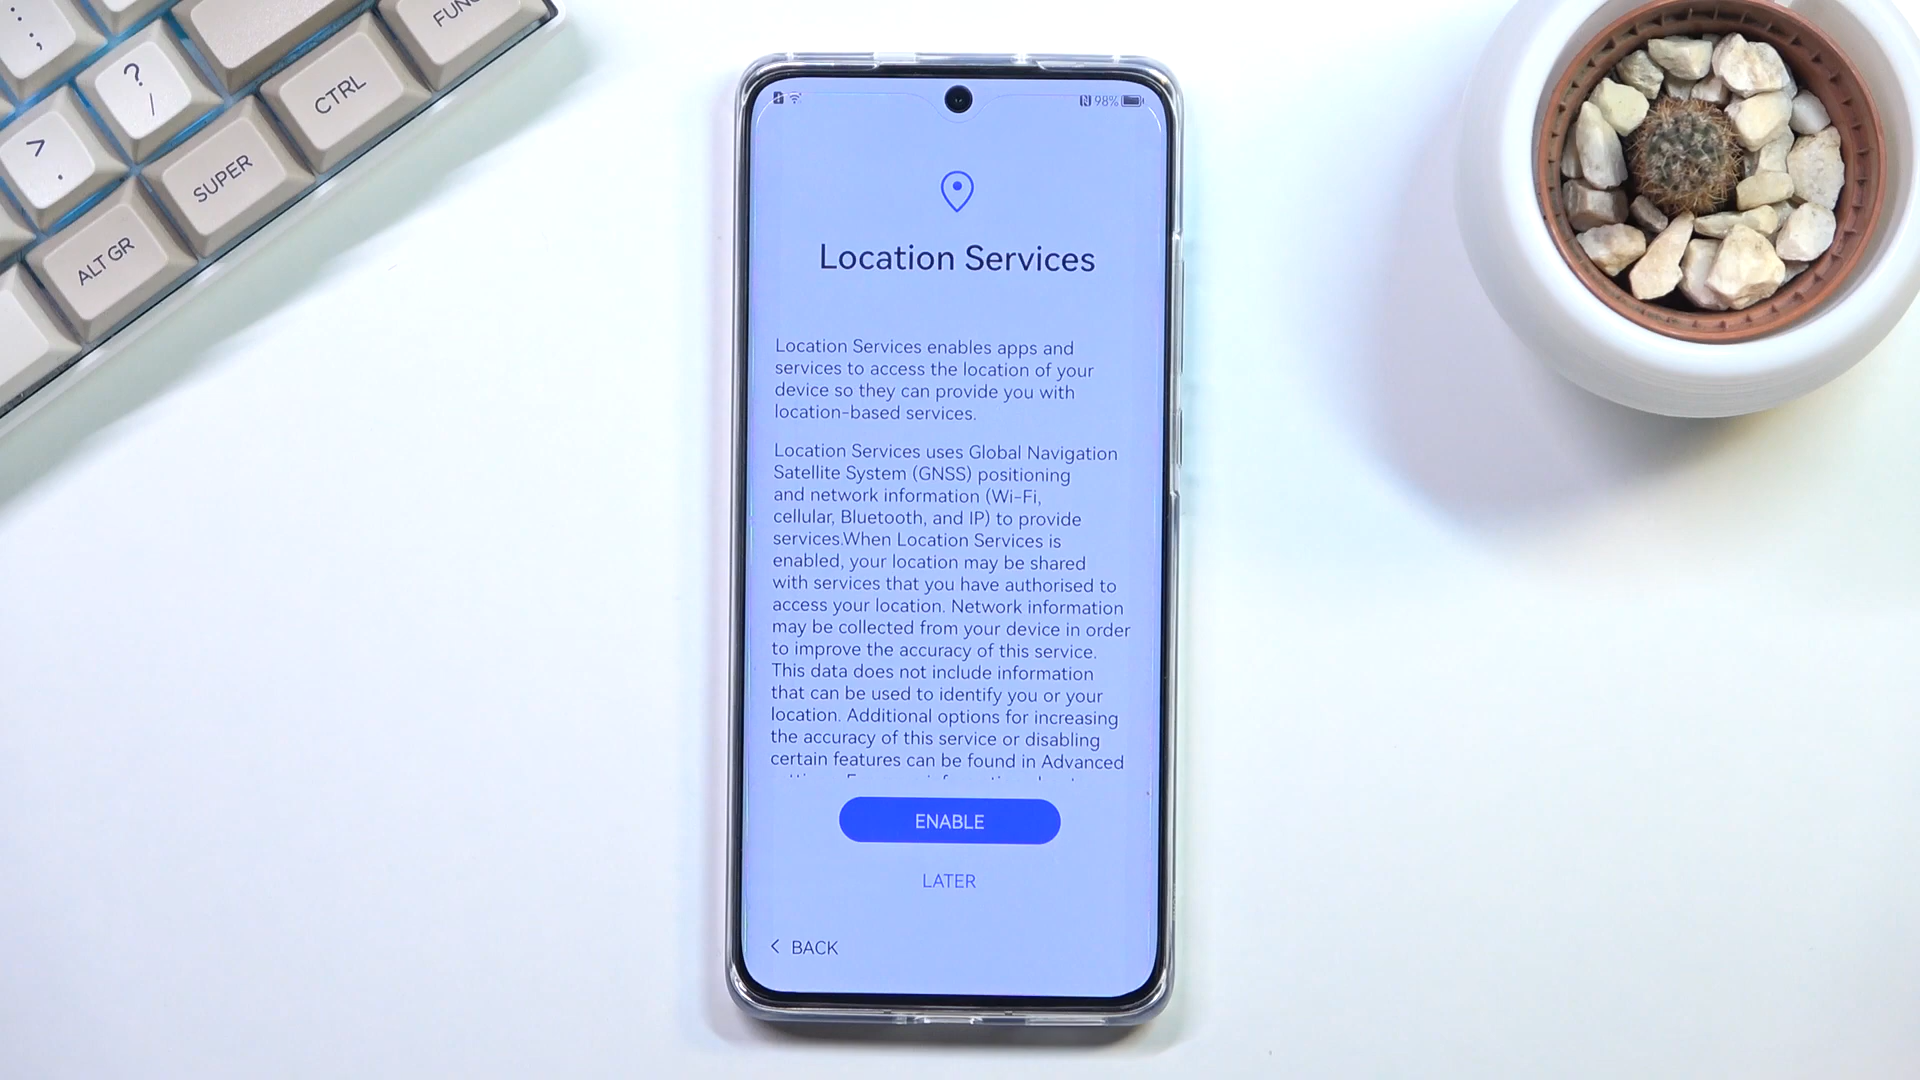 :
;
?
/
>
.
FUN
CTRL
SUPER
ALT GR
98%
Location Services
Location Services enables apps and
services to access the location of your
device so they can provide you with
location-based services.
Location Services uses Global Navigation
Satellite System (GNSS) positioning
and network information (Wi-Fi,
cellular, Bluetooth, and IP) to provide
services.When Location Services is
enabled, your location may be shared
with services that you have authorised to
access your location. Network information
may be collected from your device in order
to improve the accuracy of this service.
This data does not include information
that can be used to identify you or your
location. Additional options for increasing
the accuracy of this service or disabling
certain features can be found in Advanced
ENABLE
LATER
< BACK